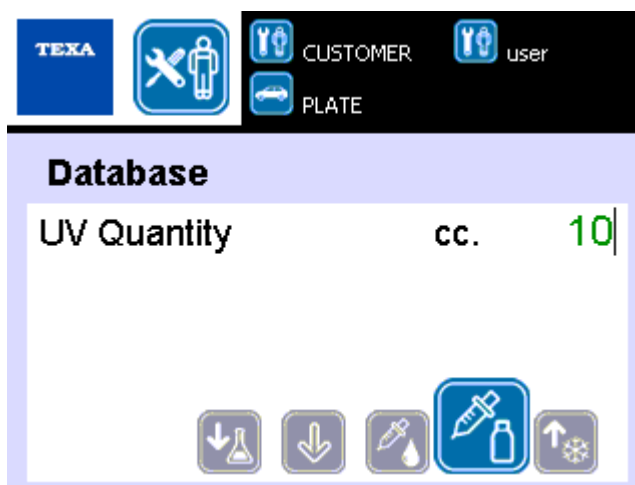 TEXA
CUSTOMER
user
PLATE
Database
UV Quantity cc. 10